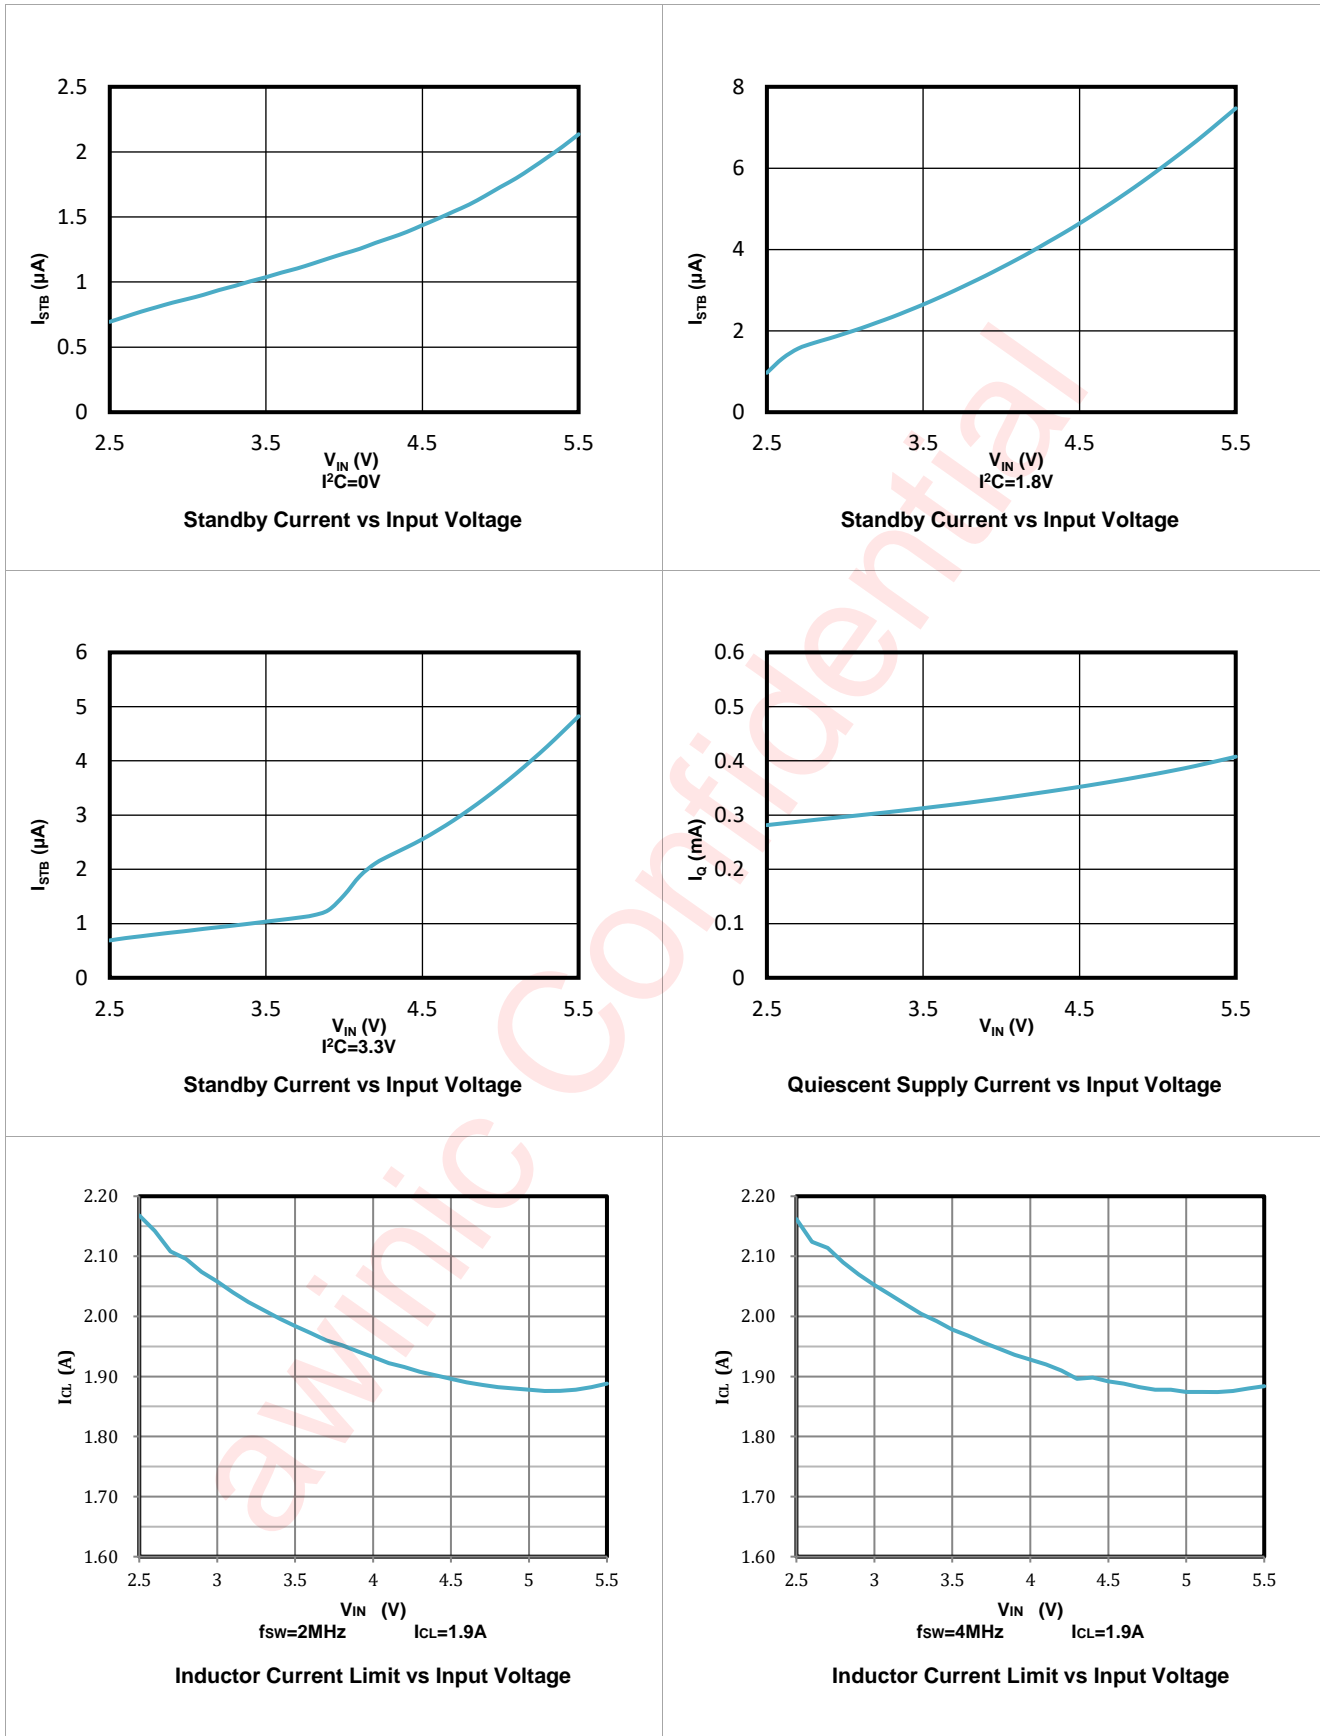 2.5
2
1.5
1
0.5
0
I_STB (µA)
2.5 3.5 4.5 5.5
V_IN (V)
I²C=0V
Standby Current vs Input Voltage
8
6
4
2
0
I_STB (µA)
2.5 3.5 4.5 5.5
V_IN (V)
I²C=1.8V
Standby Current vs Input Voltage
6
5
4
3
2
1
0
I_STB (µA)
2.5 3.5 4.5 5.5
V_IN (V)
I²C=3.3V
Standby Current vs Input Voltage
0.6
0.5
0.4
0.3
0.2
0.1
0
I_Q (mA)
2.5 3.5 4.5 5.5
V_IN (V)
Quiescent Supply Current vs Input Voltage
2.20
2.10
2.00
1.90
1.80
1.70
1.60
ICL (A)
2.5 3 3.5 4 4.5 5 5.5
VIN (V)
fsw=2MHz ICL=1.9A
Inductor Current Limit vs Input Voltage
2.20
2.10
2.00
1.90
1.80
1.70
1.60
ICL (A)
2.5 3 3.5 4 4.5 5 5.5
VIN (V)
fsw=4MHz ICL=1.9A
Inductor Current Limit vs Input Voltage
awinic Confidential